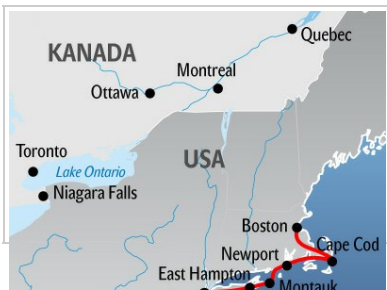 Quebec
KANADA
Montreal
Ottawa
Toronto
Lake Ontario
USA
Niagara Falls
Boston
Cape Cod
Newport
East Hampton
Montauk